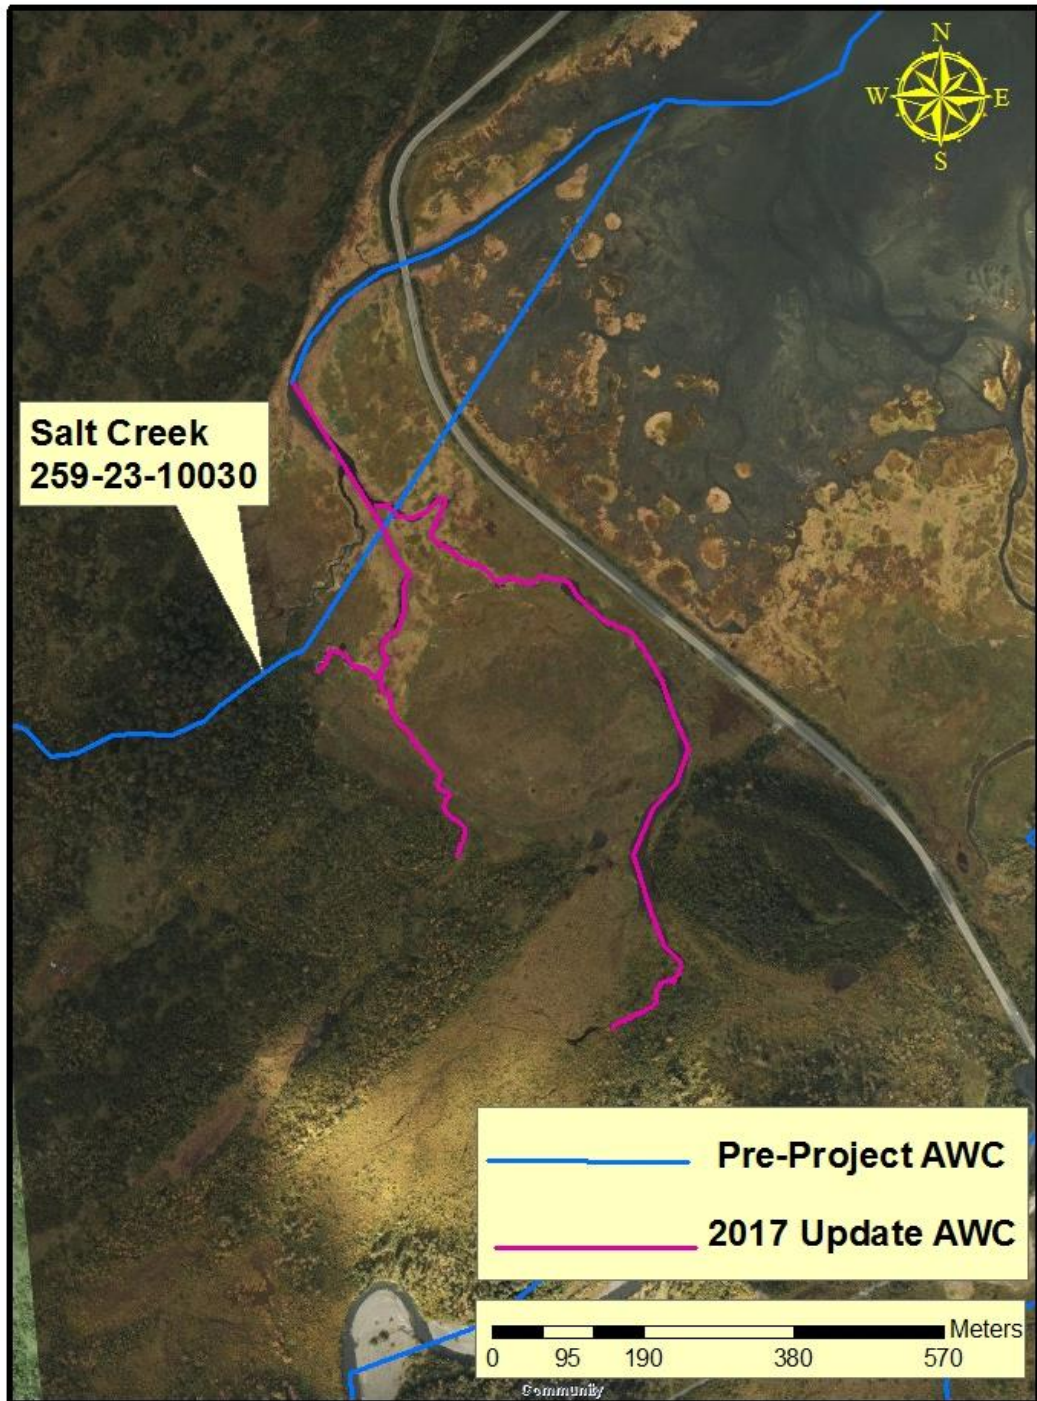 N
W E
S
Salt Creek
259-23-10030
Pre-Project AWC
2017 Update AWC
Meters
0 95 190 380 570
Community